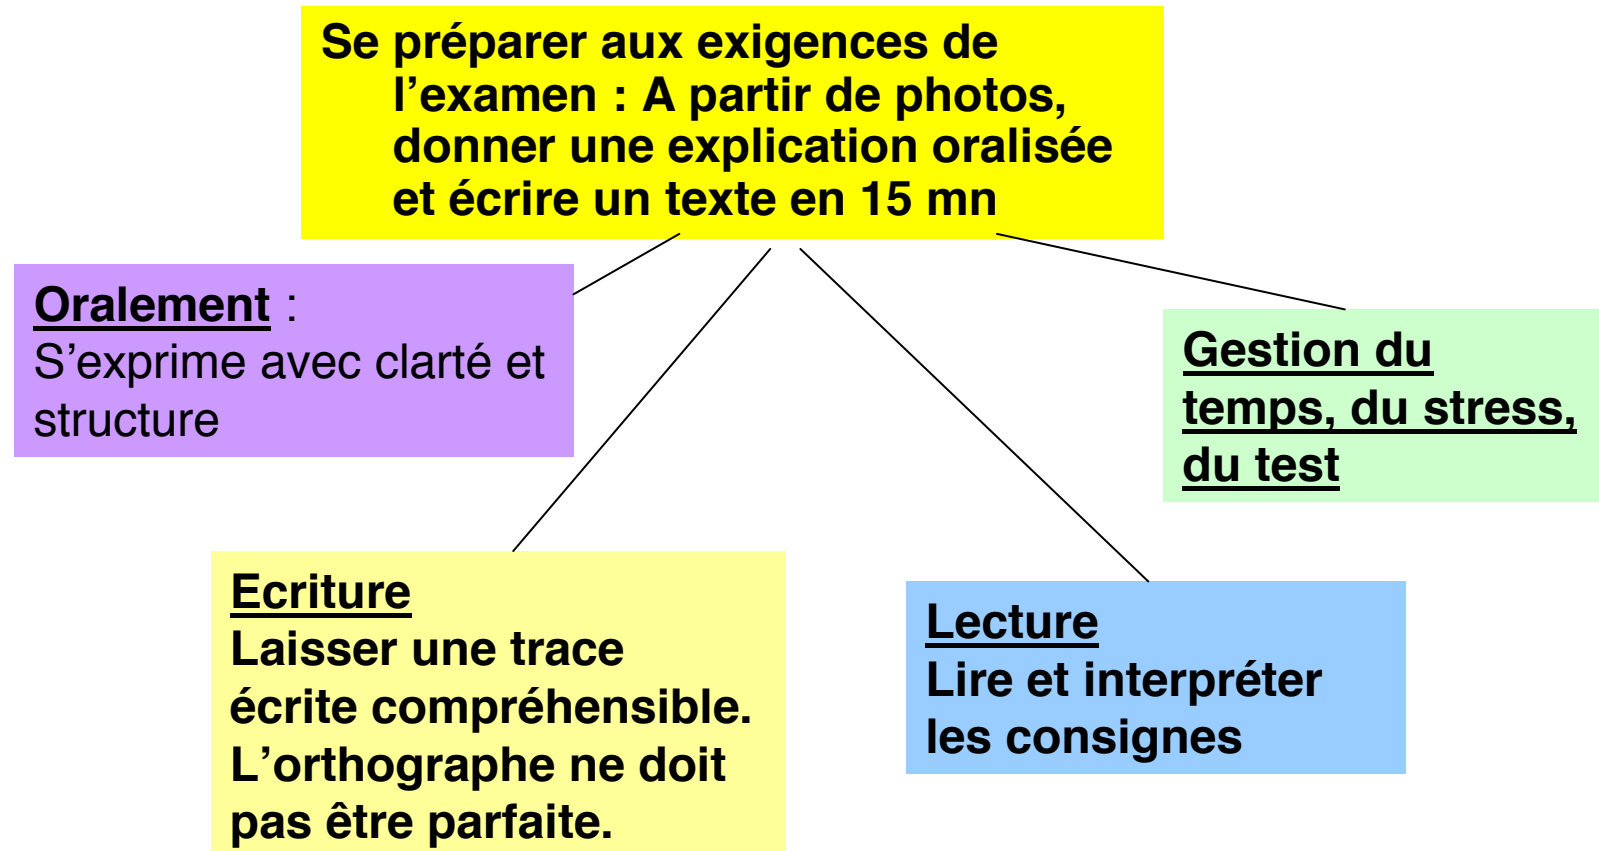 Se préparer aux exigences de
l’examen : A partir de photos,
donner une explication oralisée
et écrire un texte en 15 mn
Oralement :
S’exprime avec clarté et
structure
Gestion du
temps, du stress,
du test
Ecriture
Laisser une trace
écrite compréhensible.
L’orthographe ne doit
pas être parfaite.
Lecture
Lire et interpréter
les consignes